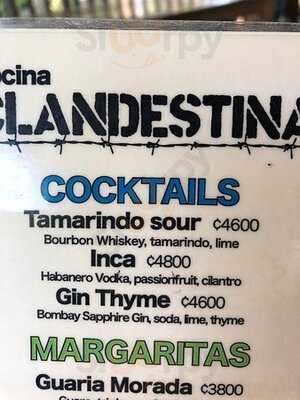 ocina
CLANDESTINA
COCKTAILS
Tamarindo sour ¢4600
Bourbon Whiskey, tamarindo, lime
Inca ¢4800
Habanero Vodka, passionfruit, cilantro
Gin Thyme ¢4600
Bombay Sapphire Gin, soda, lime, thyme
MARGARITAS
Guaria Morada ¢3800